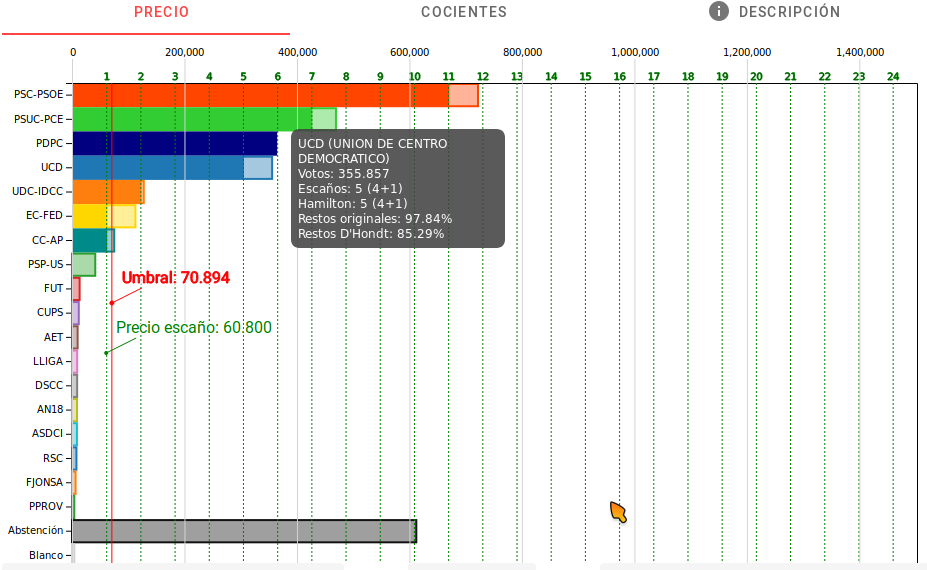 PRECIO
COCIENTES
DESCRIPCIÓN
0 200,000 400,000 600,000 800,000 1,000,000 1,200,000 1,400,000
1 2 3 4 5 6 7 8 9 10 11 12 13 14 15 16 17 18 19 20 21 22 23 24
PSC-PSOE
PSUC-PCE
PDPC
UCD
UDC-IDCC
EC-FED
CC-AP
PSP-US
FUT
CUPS
AET
LLIGA
DSCC
AN18
ASDCI
RSC
FJONSA
PPROV
Abstención
Blanco
UCD (UNION DE CENTRO
DEMOCRATICO)
Votos: 355.857
Escaños: 5 (4+1)
Hamilton: 5 (4+1)
Restos originales: 97.84%
Restos D'Hondt: 85.29%
Umbral: 70.894
Precio escaño: 60.800